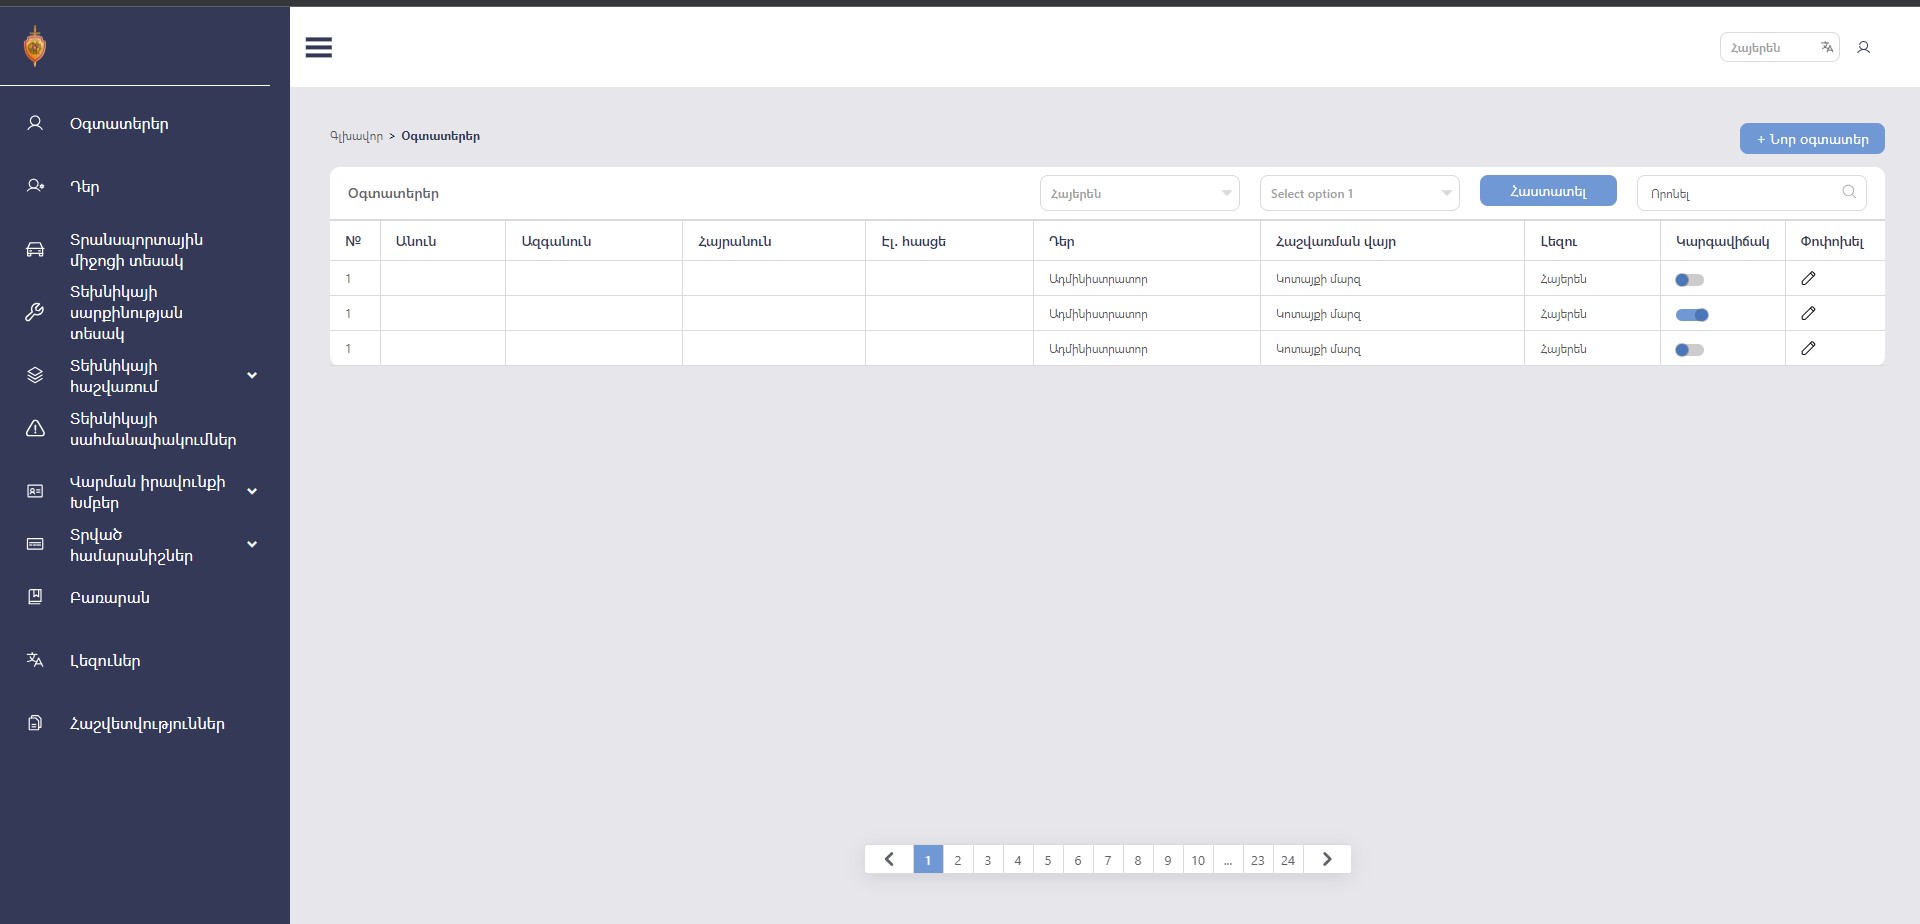 Հայերեն
Օգտատերեր
Դեր
Տրանսպորտային
միջոցի տեսակ
Տեխնիկայի
սարքինության
տեսակ
Տեխնիկայի
հաշվառում
Տեխնիկայի
սահմանափակումներ
Վարման իրավունքի
խմբեր
Տրված
համարանիշներ
Բառարան
Լեզուներ
Հաշվետվություններ
Գլխավոր > Օգտատերեր
+ Նոր օգտատեր
Օգտատերեր
Հայերեն
Select option 1
Հաստատել
Որոնել
№ Անուն Ազգանուն Հայրանուն Էլ. հասցե Դեր Հաշվառման վայր Լեզու Կարգավիճակ Փոփոխել
1 Ադմինիստրատոր Կոտայքի մարզ Հայերեն
1 Ադմինիստրատոր Կոտայքի մարզ Հայերեն
1 Ադմինիստրատոր Կոտայքի մարզ Հայերեն
1 2 3 4 5 6 7 8 9 10 ... 23 24